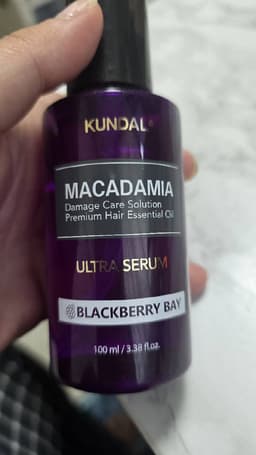 KUNDAL
MACADAMIA
Damage Care Solution
Premium Hair Essential Oil
ULTRA SERUM
BLACKBERRY BAY
100 ml / 3.38 fl.oz.